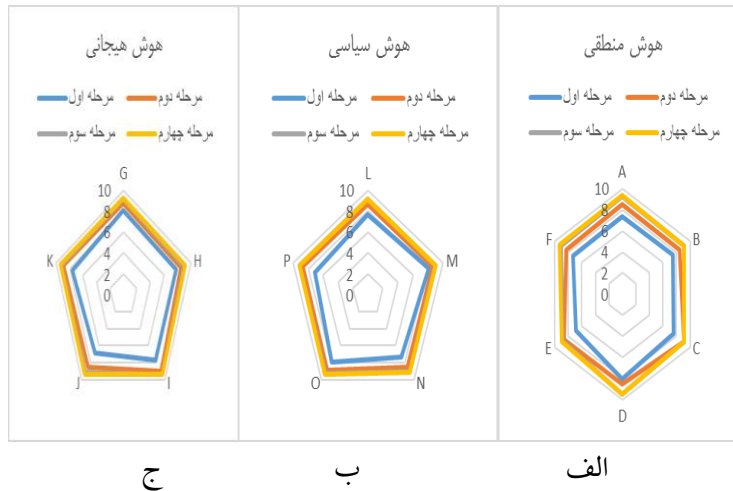 هوش منطقی
مرحله اول
مرحله دوم
مرحله سوم
مرحله چهارم
A
B
C
D
E
F
10
8
6
4
2
0
هوش سیاسی
مرحله اول
مرحله دوم
مرحله سوم
مرحله چهارم
L
M
N
O
P
10
8
6
4
2
0
هوش هیجانی
مرحله اول
مرحله دوم
مرحله سوم
مرحله چهارم
G
H
I
J
K
10
8
6
4
2
0
الف
ب
ج